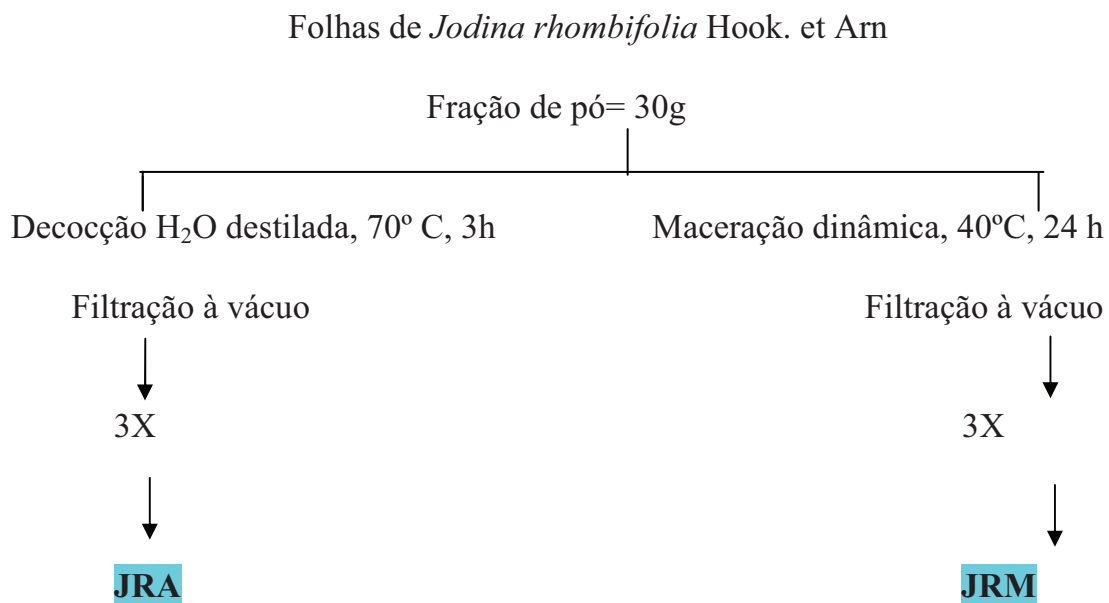 Folhas de Jodina rhombifolia Hook. et Arn
Fração de pó= 30g
Decocção H₂O destilada, 70º C, 3h
Maceração dinâmica, 40ºC, 24 h
Filtração à vácuo
Filtração à vácuo
3X
3X
JRA
JRM